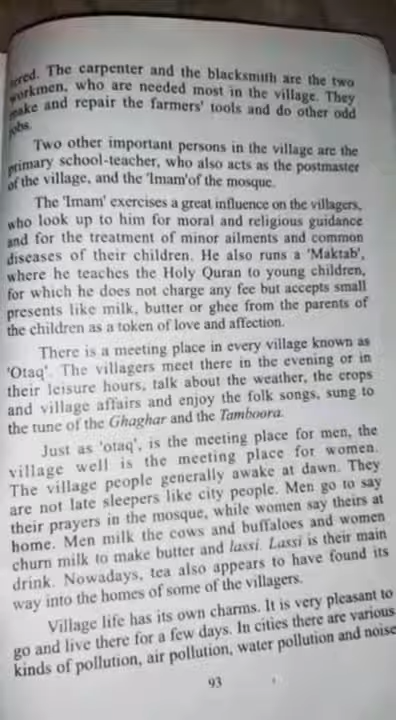 ered. The carpenter and the blacksmith are the two
workmen, who are needed most in the village. They
make and repair the farmers' tools and do other odd
jobs.
Two other important persons in the village are the
primary school-teacher, who also acts as the postmaster
of the village, and the 'Imam'of the mosque.
The 'Imam' exercises a great influence on the villagers,
who look up to him for moral and religious guidance
and for the treatment of minor ailments and common
diseases of their children. He also runs a 'Maktab',
where he teaches the Holy Quran to young children,
for which he does not charge any fee but accepts small
presents like milk, butter or ghee from the parents of
the children as a token of love and affection.
There is a meeting place in every village known as
'Otaq'. The villagers meet there in the evening or in
their leisure hours, talk about the weather, the crops
and village affairs and enjoy the folk songs, sung to
the tune of the Ghaghar and the Tamboora.
Just as 'otaq', is the meeting place for men, the
village well is the meeting place for women.
The village people generally awake at dawn. They
are not late sleepers like city people. Men go to say
their prayers in the mosque, while women say theirs at
home. Men milk the cows and buffaloes and women
churn milk to make butter and lassi. Lassi is their main
drink. Nowadays, tea also appears to have found its
way into the homes of some of the villagers.
Village life has its own charms. It is very pleasant to
go and live there for a few days. In cities there are various
kinds of pollution, air pollution, water pollution and noise
93